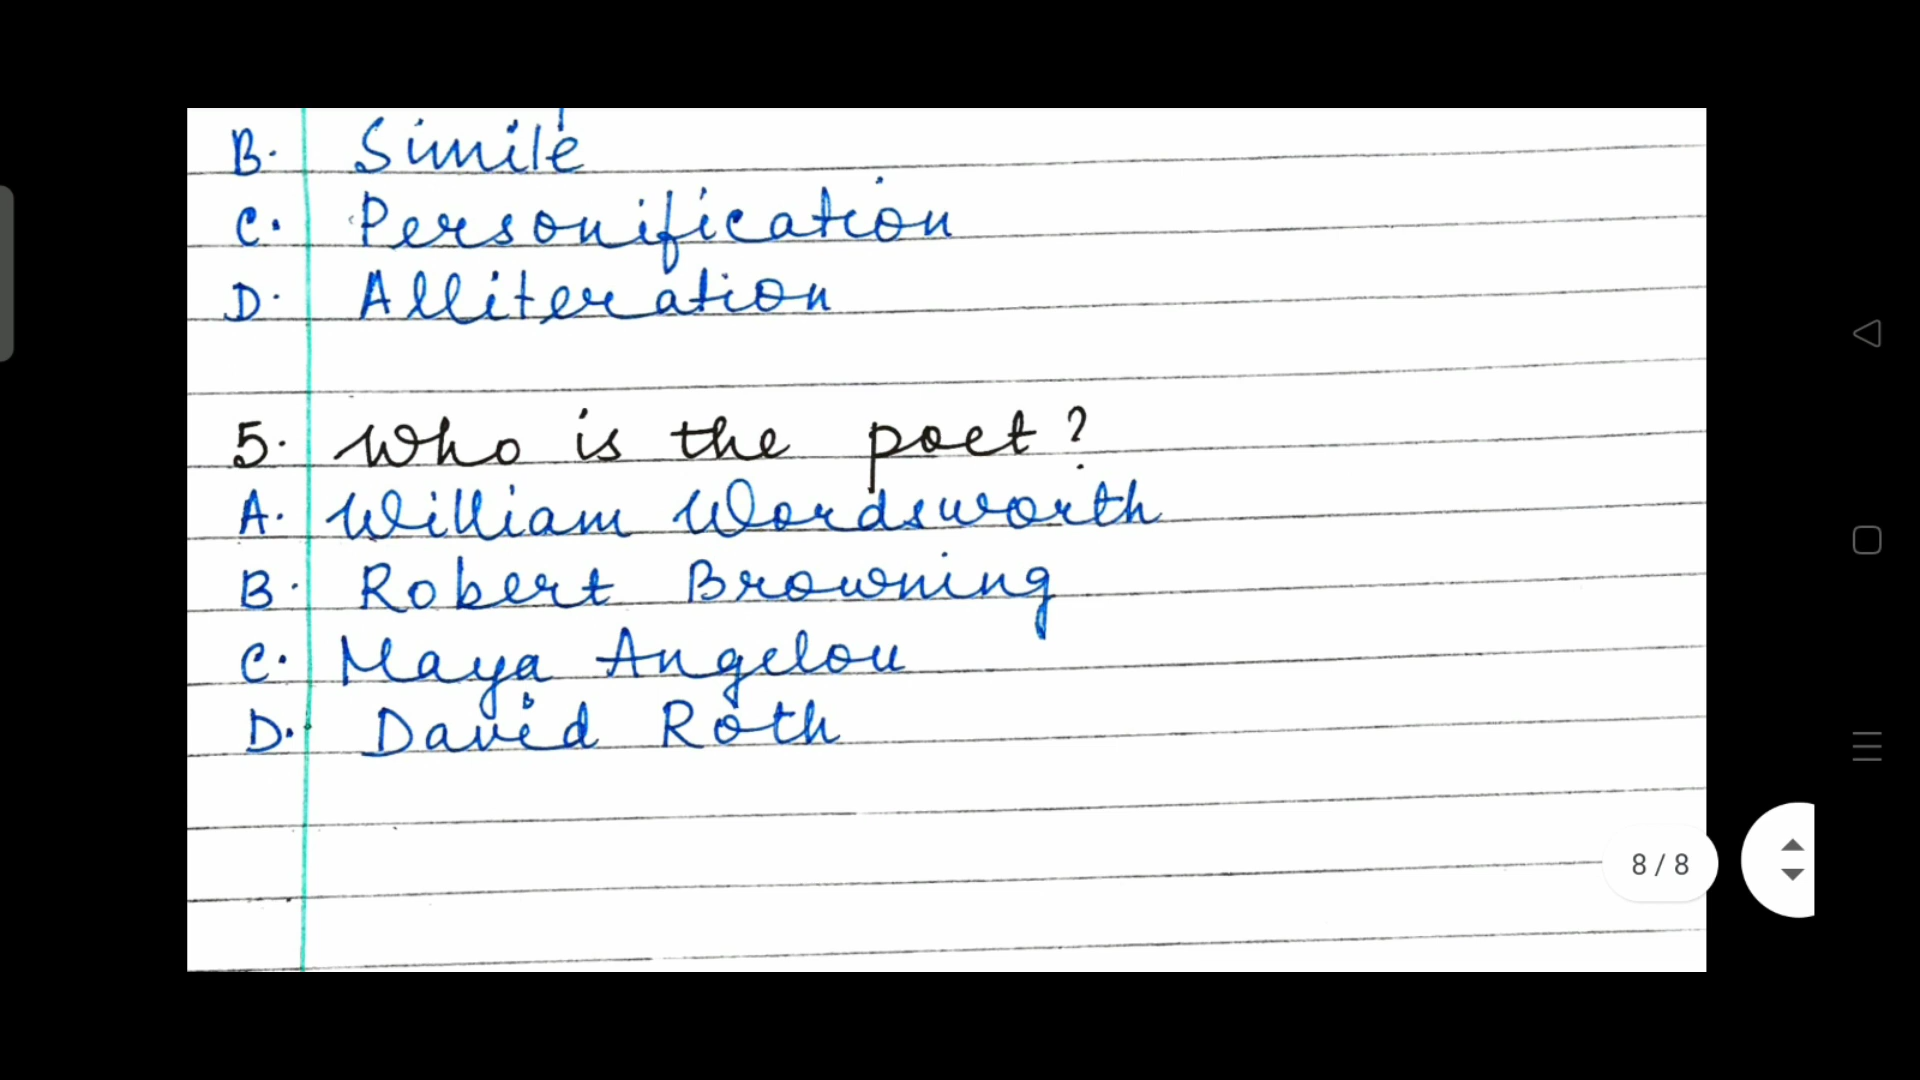 B. Simile
C. Personification
D. Alliteration
5. Who is the poet?
A. William Wordsworth
B. Robert Browning
C. Maya Angelou
D. David Roth
8/8